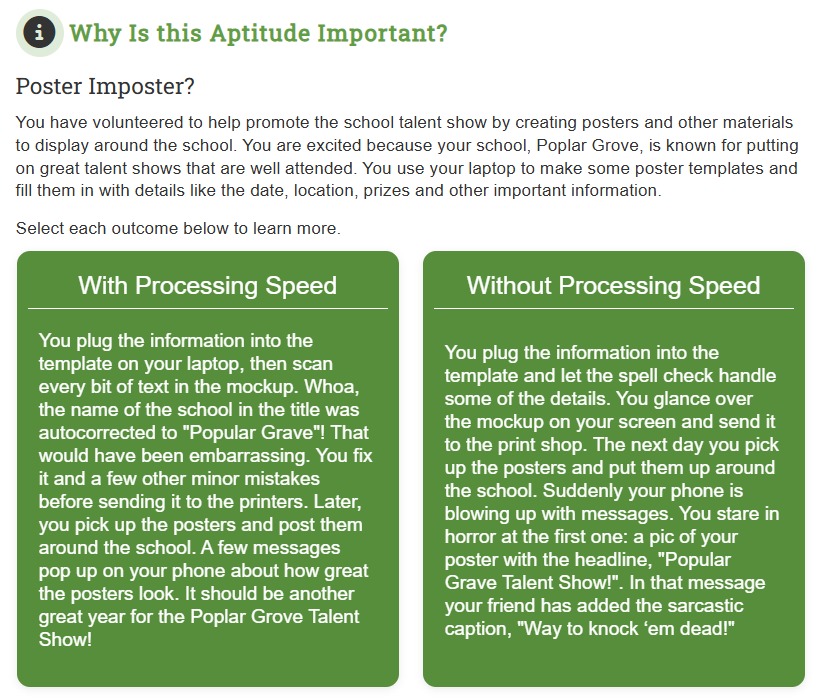 Why Is this Aptitude Important?
Poster Imposter?
You have volunteered to help promote the school talent show by creating posters and other materials
to display around the school. You are excited because your school, Poplar Grove, is known for putting
on great talent shows that are well attended. You use your laptop to make some poster templates and
fill them in with details like the date, location, prizes and other important information.
Select each outcome below to learn more.
With Processing Speed
You plug the information into the
template on your laptop, then scan
every bit of text in the mockup. Whoa,
the name of the school in the title was
autocorrected to "Popular Grave"! That
would have been embarrassing. You fix
it and a few other minor mistakes
before sending it to the printers. Later,
you pick up the posters and post them
around the school. A few messages
pop up on your phone about how great
the posters look. It should be another
great year for the Poplar Grove Talent
Show!
Without Processing Speed
You plug the information into the
template and let the spell check handle
some of the details. You glance over
the mockup on your screen and send it
to the print shop. The next day you pick
up the posters and put them up around
the school. Suddenly your phone is
blowing up with messages. You stare in
horror at the first one: a pic of your
poster with the headline, "Popular
Grave Talent Show!". In that message
your friend has added the sarcastic
caption, "Way to knock ‘em dead!"